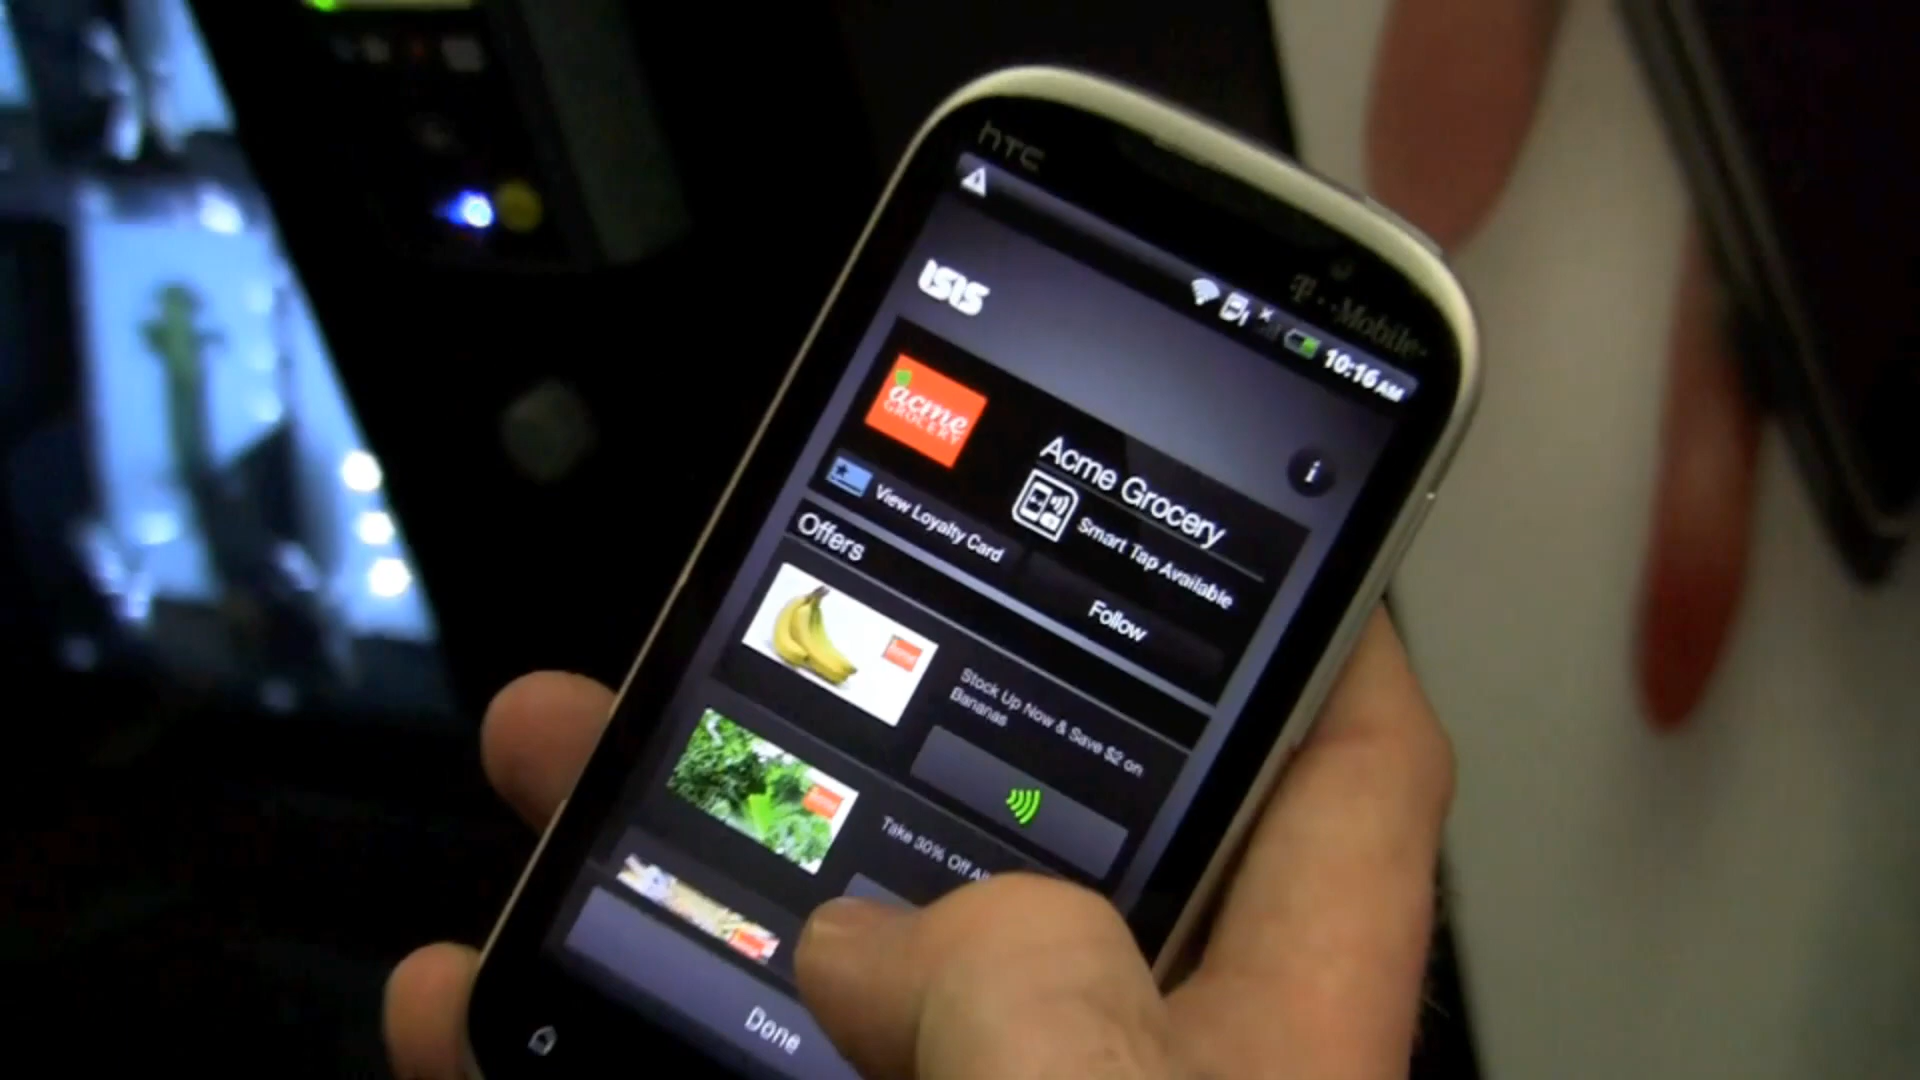 hTC
T-Mobile
10:16 AM
ISIS
acme
GROCERY
Acme Grocery
i
Smart Tap Available
View Loyalty Card
Follow
Offers
Stock Up Now & Save $2 on
Bananas
Take 30% Off
Done